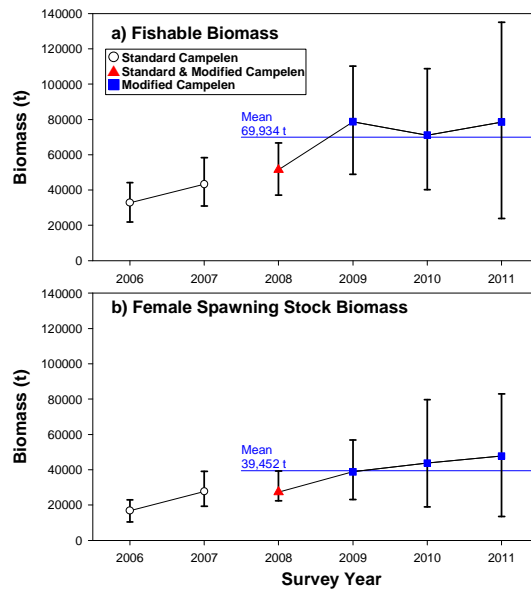 a) Fishable Biomass
Standard Campelen
Standard & Modified Campelen
Modified Campelen
Mean
69,934 t
Biomass (t)
140000
120000
100000
80000
60000
40000
20000
0
2006 2007 2008 2009 2010 2011
b) Female Spawning Stock Biomass
Mean
39,452 t
Biomass (t)
140000
120000
100000
80000
60000
40000
20000
0
2006 2007 2008 2009 2010 2011
Survey Year